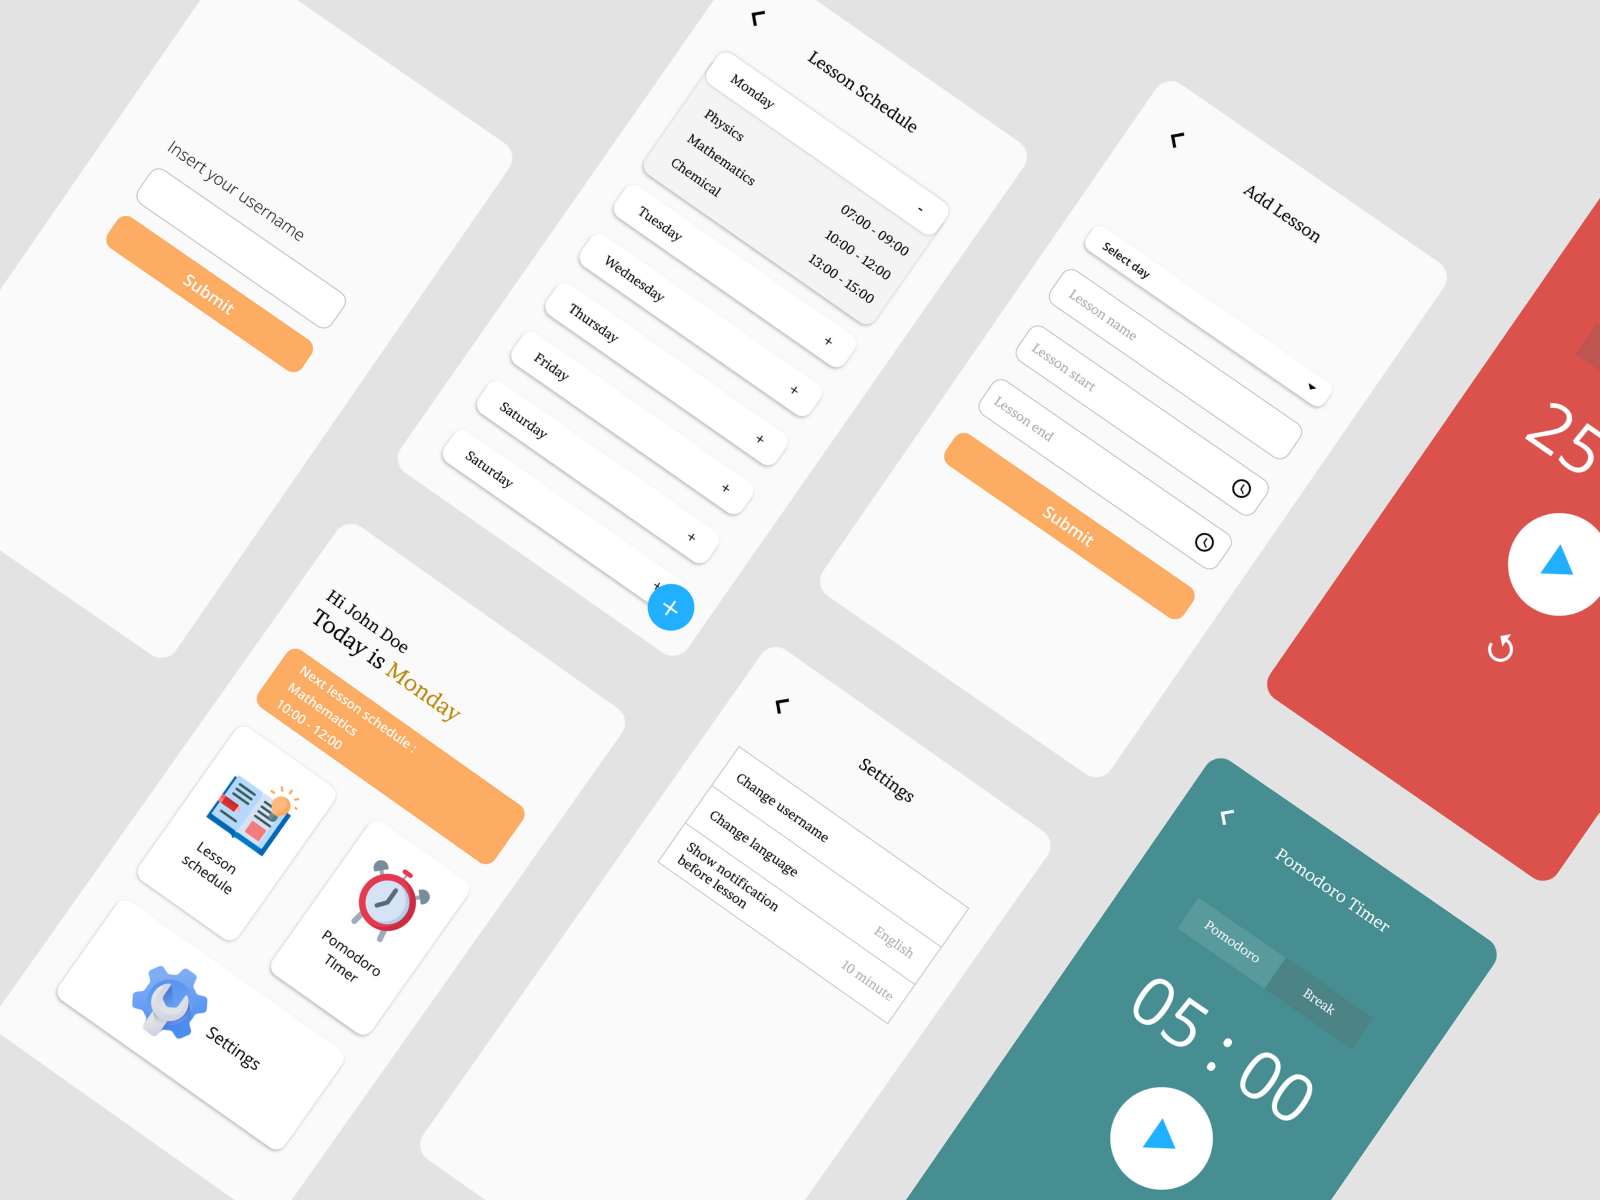 Insert your username
Submit
Lesson Schedule
Monday
-
Physics
07:00 - 09:00
Mathematics
10:00 - 12:00
Chemical
13:00 - 15:00
Tuesday
+
Wednesday
+
Thursday
+
Friday
+
Saturday
+
Saturday
+
+
Add Lesson
Select day
Lesson name
Lesson start
Lesson end
Submit
25
Hi John Doe
Today is Monday
Next lesson schedule :
Mathematics
10:00 - 12:00
Lesson
schedule
Pomodoro
TImer
Settings
Settings
Change username
Change language
English
Show notification
before lesson
10 minute
Pomodoro Timer
Pomodoro
Break
05 : 00